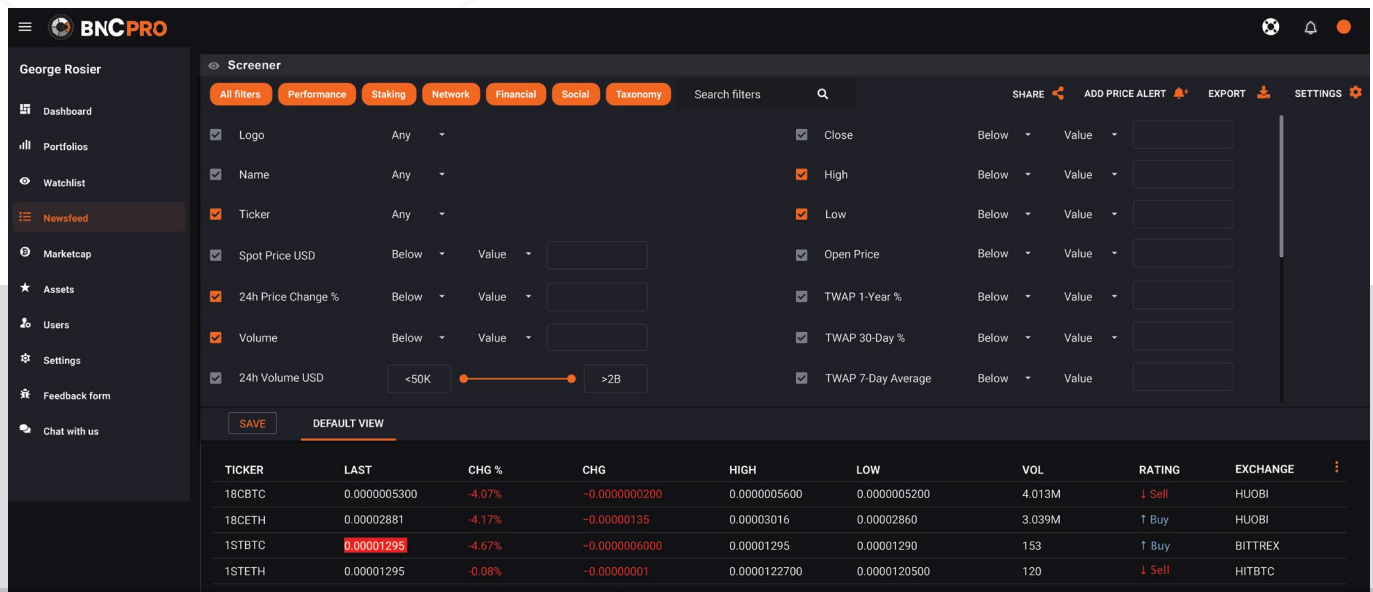 BNCPRO
George Rosier
Dashboard
Portfolios
Watchlist
Newsfeed
Marketcap
Assets
Users
Settings
Feedback form
Chat with us
Screener
All filters Performance Staking Network Financial Social Taxonomy Search filters SHARE ADD PRICE ALERT EXPORT SETTINGS
Logo Any Close Below Value
Name Any High Below Value
Ticker Any Low Below Value
Spot Price USD Below Value Open Price Below Value
24h Price Change % Below Value TWAP 1-Year % Below Value
Volume Below Value TWAP 30-Day % Below Value
24h Volume USD <50K >2B TWAP 7-Day Average Below Value
SAVE DEFAULT VIEW
TICKER LAST CHG % CHG HIGH LOW VOL RATING EXCHANGE
18CBTC 0.0000005300 -4.07% −0.0000000200 0.0000005600 0.0000005200 4.013M ↓ Sell HUOBI
18CETH 0.00002881 -4.17% −0.00000135 0.00003016 0.00002860 3.039M ↑ Buy HUOBI
1STBTC 0.00001295 -4.67% −0.0000006000 0.00001295 0.00001290 153 ↑ Buy BITTREX
1STETH 0.00001295 -0.08% −0.00000001 0.0000122700 0.0000120500 120 ↓ Sell HITBTC